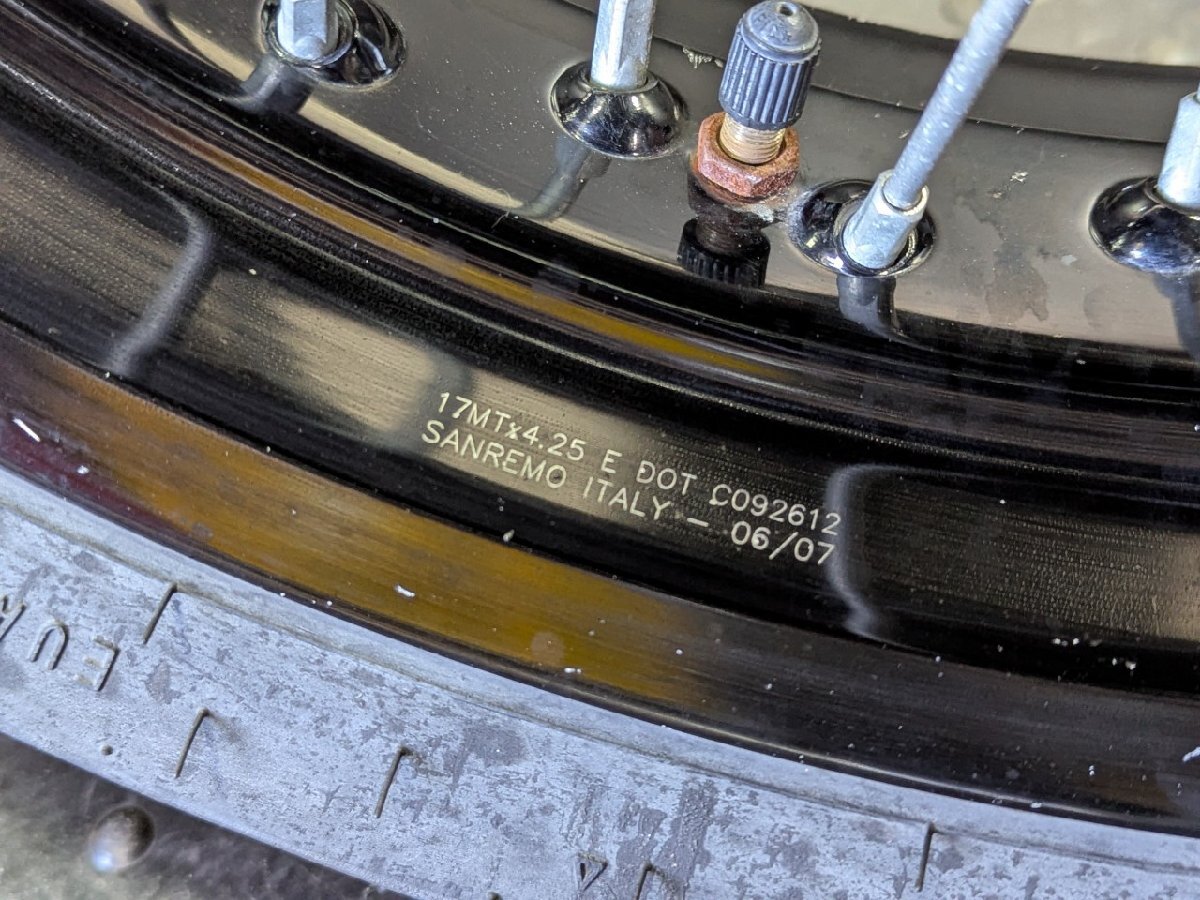 17MTx4.25 E DOT C092612
SANREMO ITALY - 06/07